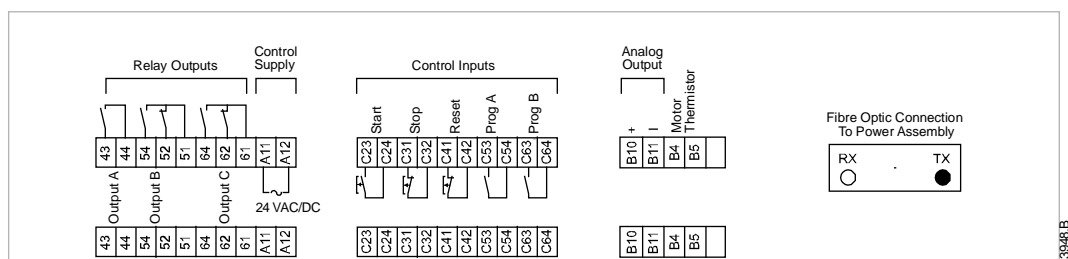 Relay Outputs
Control
Supply
Control Inputs
Analog
Output
Start
Stop
Reset
Prog A
Prog B
+
I
Motor
Thermistor
Fibre Optic Connection
To Power Assembly
43 44 54 52 51 64 62 61 A11 A12
C23 C24 C31 C32 C41 C42 C53 C54 C63 C64
B10 B11 B4 B5
RX TX
Output A
Output B
Output C
24 VAC/DC
43 44 54 52 51 64 62 61 A11 A12
C23 C24 C31 C32 C41 C42 C53 C54 C63 C64
B10 B11 B4 B5
3948.B